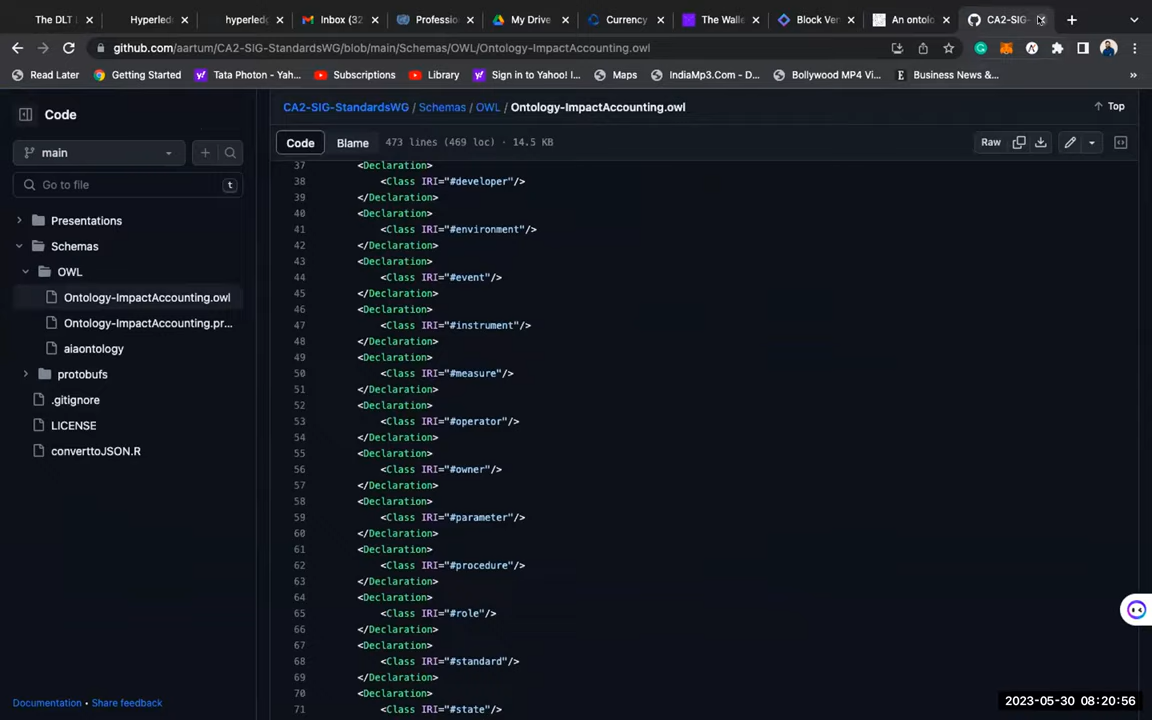 The DLT
Hyperled
hyperledg
Inbox (32
Professio
My Drive
Currency
The Walle
Block Ver
An ontolo
CA2-SIG-
github.com/aartum/CA2-SIG-StandardsWG/blob/main/Schemas/OWL/Ontology-ImpactAccounting.owl
Read Later
Getting Started
Tata Photon - Yah...
Subscriptions
Library
Sign in to Yahoo! I...
Maps
IndiaMp3.Com - D...
Bollywood MP4 Vi...
Business News &...
Code
CA2-SIG-StandardsWG / Schemas / OWL / Ontology-ImpactAccounting.owl
Top
main
Code
Blame
473 lines (469 loc) · 14.5 KB
Raw
Go to file
t
Presentations
Schemas
OWL
Ontology-ImpactAccounting.owl
Ontology-ImpactAccounting.pr...
aiaontology
protobufs
.gitignore
LICENSE
converttoJSON.R
37 <Declaration>
38 <Class IRI="#developer"/>
39 </Declaration>
40 <Declaration>
41 <Class IRI="#environment"/>
42 </Declaration>
43 <Declaration>
44 <Class IRI="#event"/>
45 </Declaration>
46 <Declaration>
47 <Class IRI="#instrument"/>
48 </Declaration>
49 <Declaration>
50 <Class IRI="#measure"/>
51 </Declaration>
52 <Declaration>
53 <Class IRI="#operator"/>
54 </Declaration>
55 <Declaration>
56 <Class IRI="#owner"/>
57 </Declaration>
58 <Declaration>
59 <Class IRI="#parameter"/>
60 </Declaration>
61 <Declaration>
62 <Class IRI="#procedure"/>
63 </Declaration>
64 <Declaration>
65 <Class IRI="#role"/>
66 </Declaration>
67 <Declaration>
68 <Class IRI="#standard"/>
69 </Declaration>
70 <Declaration>
71 <Class IRI="#state"/>
Documentation • Share feedback
2023-05-30 08:20:56